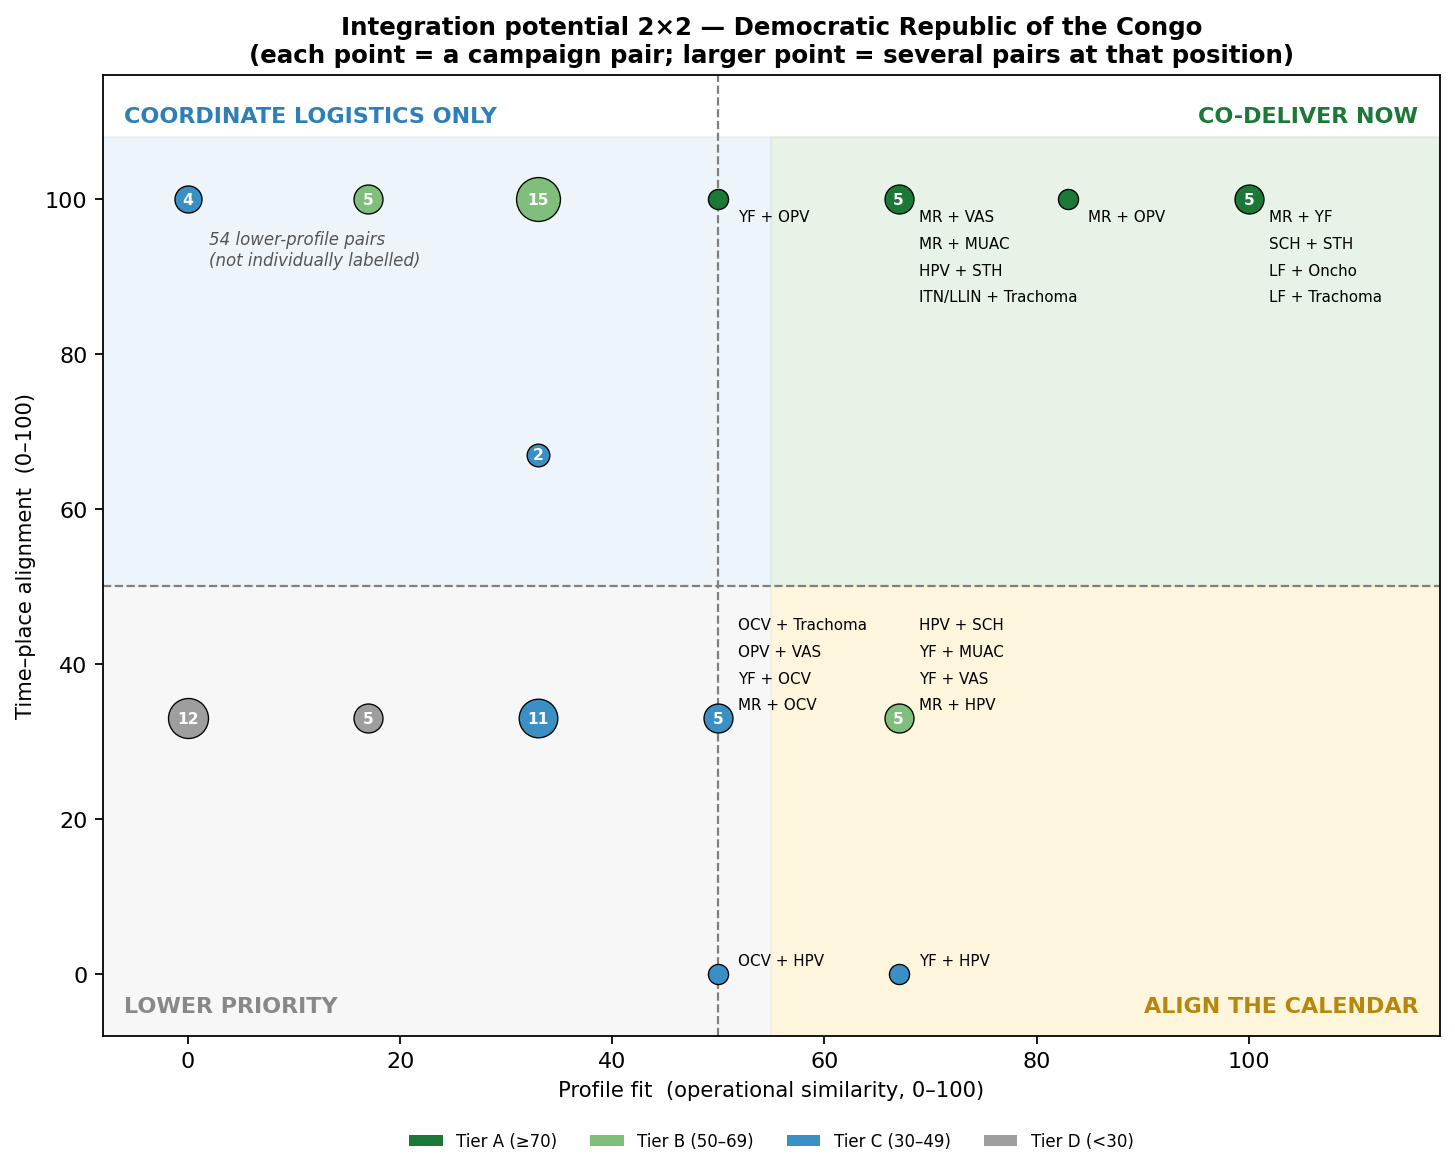 Integration potential 2×2 — Democratic Republic of the Congo
(each point = a campaign pair; larger point = several pairs at that position)
COORDINATE LOGISTICS ONLY
CO-DELIVER NOW
100
4
5
15
5
5
YF + OPV
MR + VAS
MR + OPV
MR + YF
54 lower-profile pairs
(not individually labelled)
MR + MUAC
HPV + STH
ITN/LLIN + Trachoma
SCH + STH
LF + Oncho
LF + Trachoma
80
2
60
Time–place alignment (0–100)
OCV + Trachoma
OPV + VAS
YF + OCV
MR + OCV
HPV + SCH
YF + MUAC
YF + VAS
MR + HPV
40
12
5
11
5
5
20
OCV + HPV
YF + HPV
0
LOWER PRIORITY
ALIGN THE CALENDAR
0 20 40 60 80 100
Profile fit (operational similarity, 0–100)
Tier A (≥70) Tier B (50–69) Tier C (30–49) Tier D (<30)